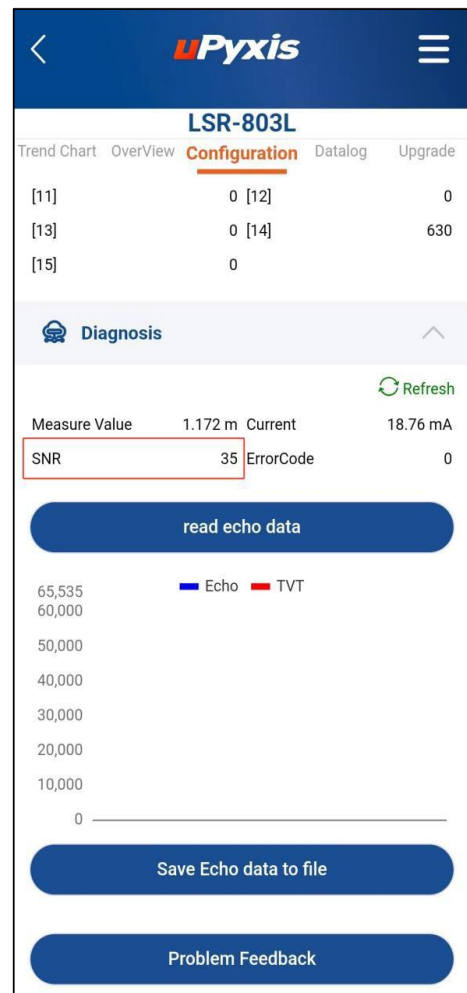 uPyxis
LSR-803L
Trend Chart OverView Configuration Datalog Upgrade
[11] 0 [12] 0
[13] 0 [14] 630
[15] 0
Diagnosis
Refresh
Measure Value 1.172 m Current 18.76 mA
SNR 35 ErrorCode 0
read echo data
Echo TVT
65,535
60,000
50,000
40,000
30,000
20,000
10,000
0
Save Echo data to file
Problem Feedback